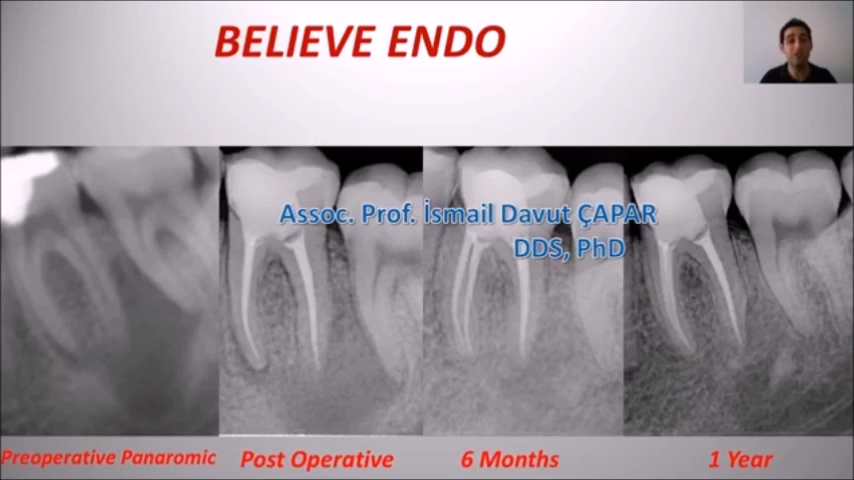 BELIEVE ENDO
Assoc. Prof. İsmail Davut ÇAPAR
DDS, PhD
Preoperative Panaromic
Post Operative
6 Months
1 Year